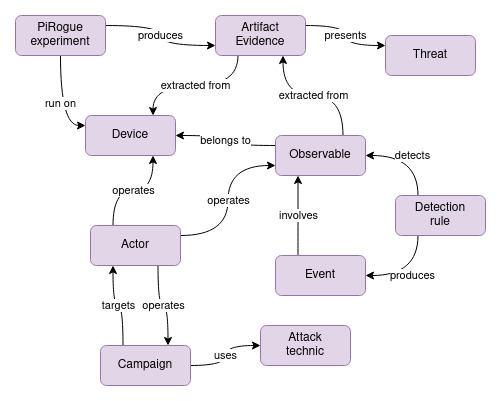 PiRogue
experiment
produces
Artifact
Evidence
presents
Threat
extracted from
extracted from
run on
Device
belongs to
Observable
detects
operates
operates
Detection
rule
involves
Actor
Event
produces
targets
operates
Campaign
uses
Attack
technic